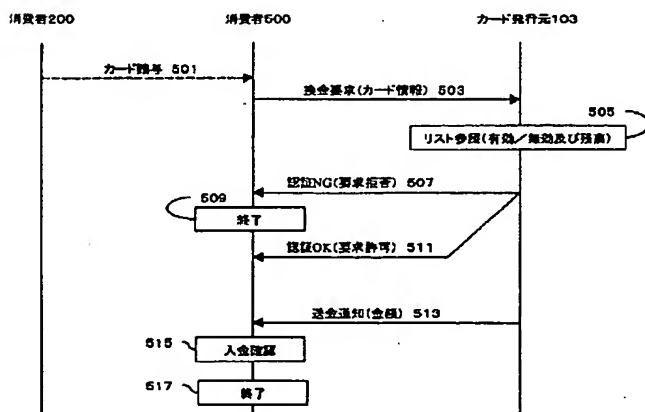 消費者200 消費者500 カード発行元103
カード贈与 501
換金要求(カード情報) 503
505
リスト参照(有効／無効及び残高)
認証NG(要求拒否) 507
509
終了
認証OK(要求許可) 511
送金通知(金額) 513
515
入金確認
517
終了